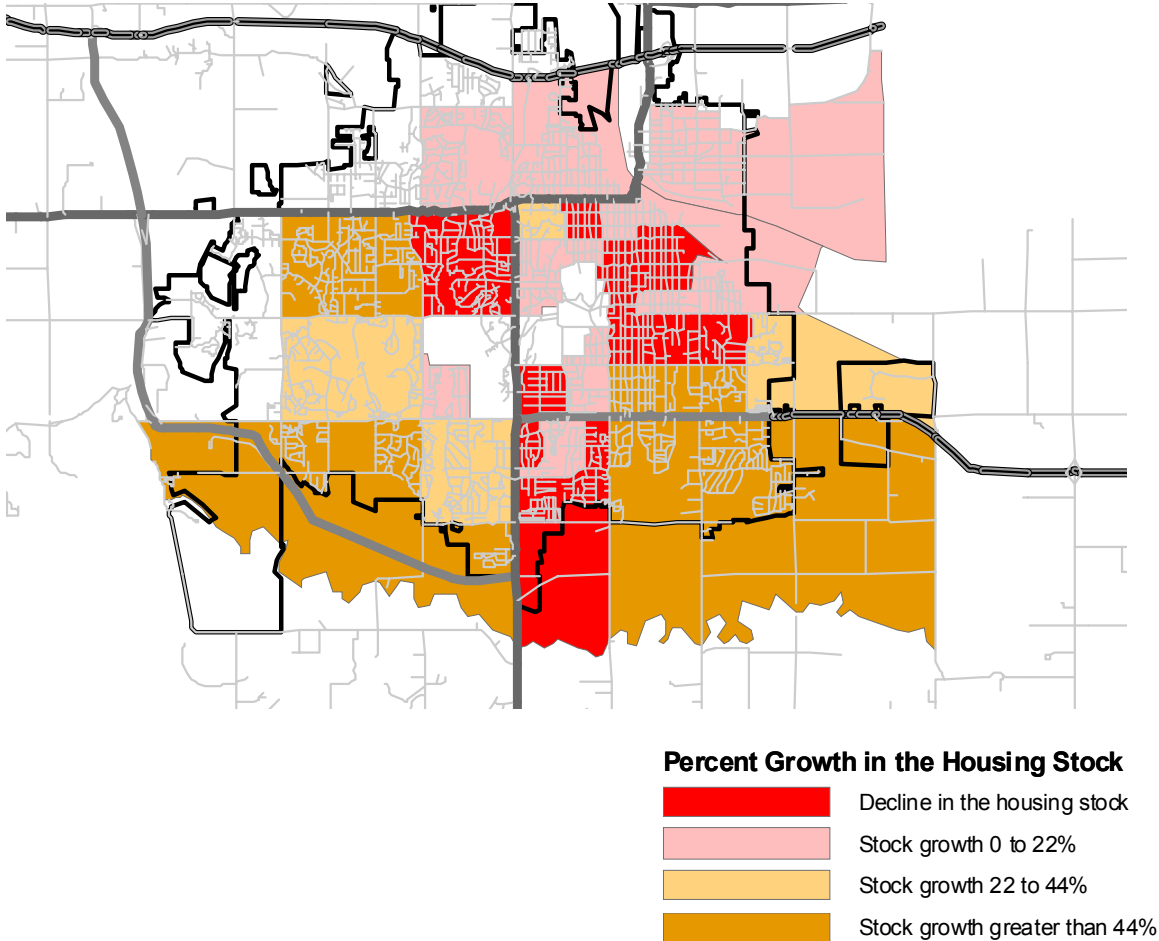 Percent Growth in the Housing Stock
Decline in the housing stock
Stock growth 0 to 22%
Stock growth 22 to 44%
Stock growth greater than 44%